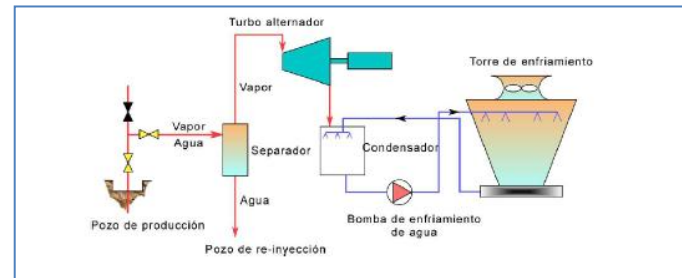 Turbo alternador
Torre de enfriamiento
Vapor
Vapor
Agua
Separador
Condensador
Agua
Pozo de producción
Bomba de enfriamiento
de agua
Pozo de re-inyección